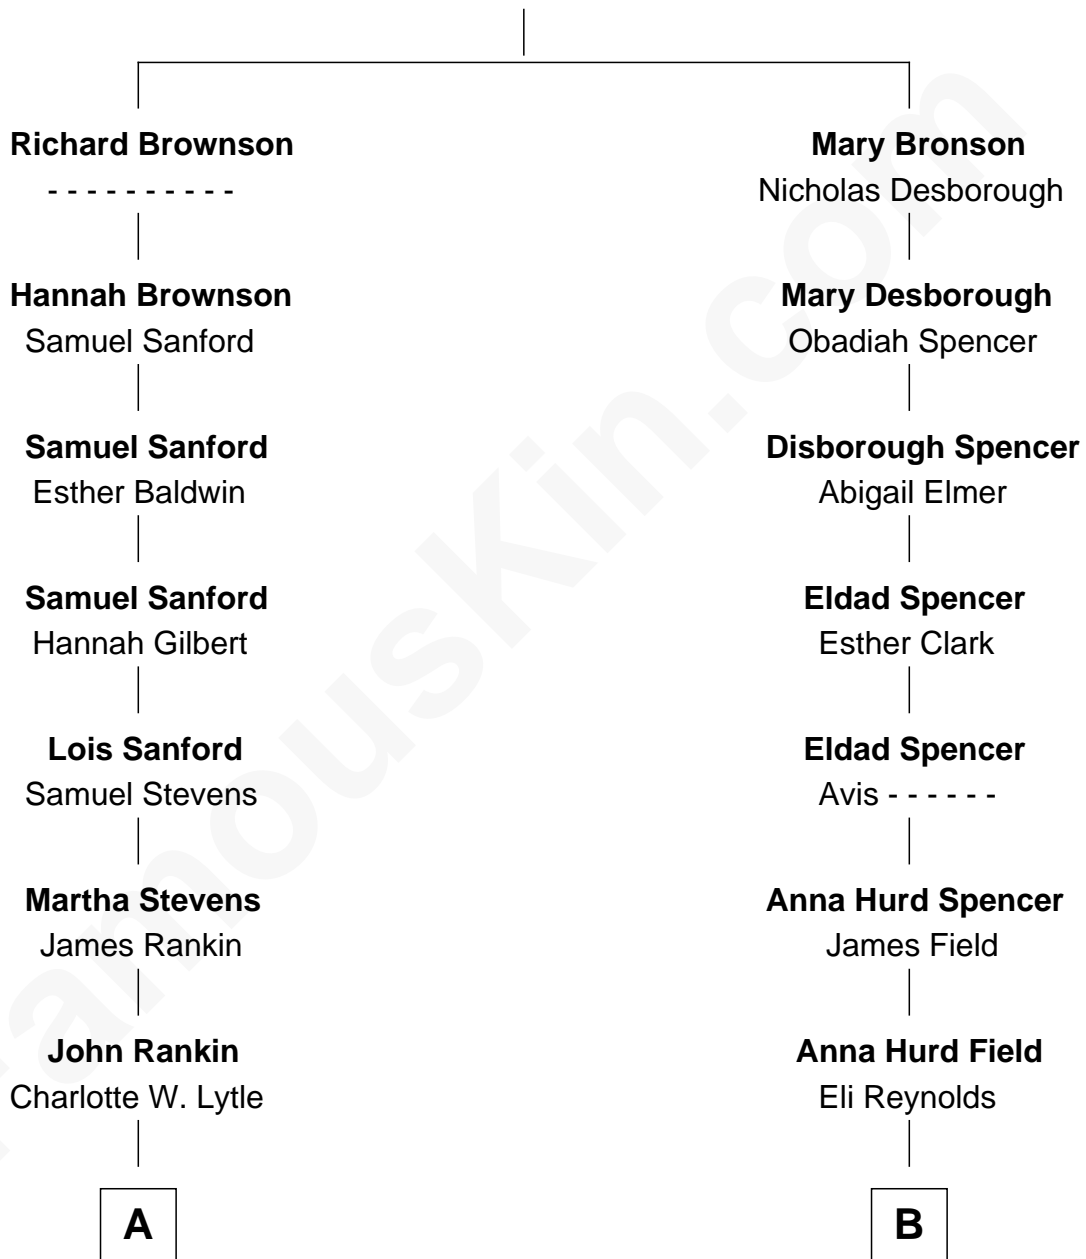 Richard Brownson
- - - - - - - - - -
Mary Bronson
Nicholas Desborough
Hannah Brownson
Samuel Sanford
Mary Desborough
Obadiah Spencer
Samuel Sanford
Esther Baldwin
Disborough Spencer
Abigail Elmer
Samuel Sanford
Hannah Gilbert
Eldad Spencer
Esther Clark
Lois Sanford
Samuel Stevens
Eldad Spencer
Avis - - - - - -
Martha Stevens
James Rankin
Anna Hurd Spencer
James Field
John Rankin
Charlotte W. Lytle
Anna Hurd Field
Eli Reynolds
A
B
FamousKin.com